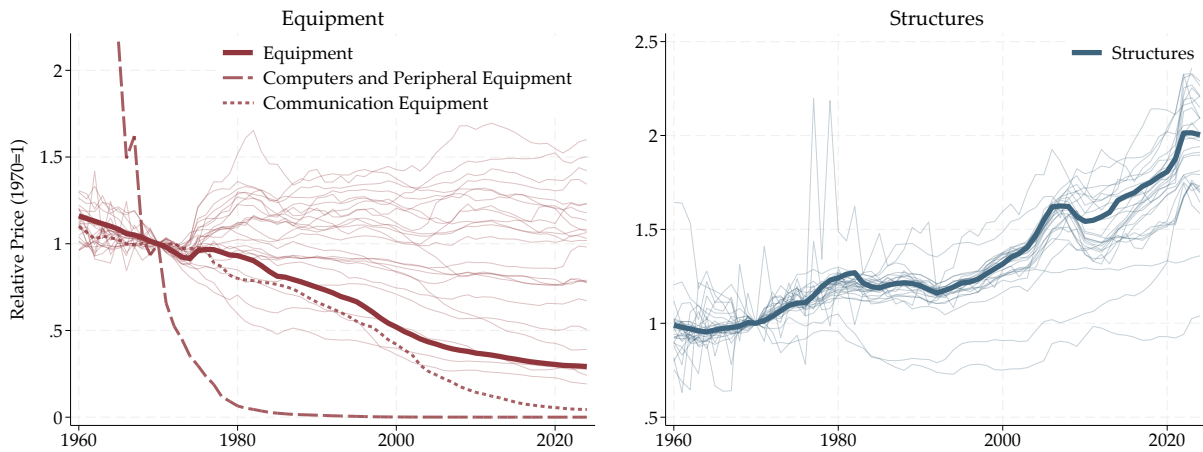 Equipment
Equipment
Computers and Peripheral Equipment
Communication Equipment
Relative Price (1970=1)
2
1.5
1
.5
0
1960
1980
2000
2020
Structures
Structures
2.5
2
1.5
1
.5
1960
1980
2000
2020